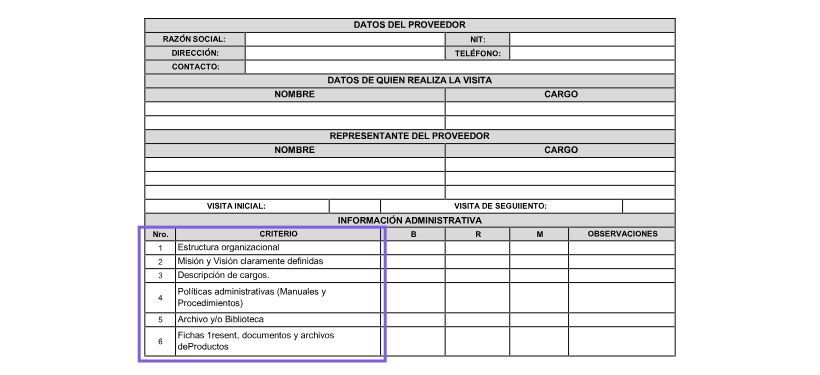 DATOS DEL PROVEEDOR
RAZÓN SOCIAL: NIT:
DIRECCIÓN: TELÉFONO:
CONTACTO:
DATOS DE QUIEN REALIZA LA VISITA
NOMBRE CARGO
REPRESENTANTE DEL PROVEEDOR
NOMBRE CARGO
VISITA INICIAL: VISITA DE SEGUIIENTO:
INFORMACIÓN ADMINISTRATIVA
Nro. CRITERIO B R M OBSERVACIONES
1 Estructura organizacional
2 Misión y Visión claramente definidas
3 Descripción de cargos.
4 Políticas administrativas (Manuales y
Procedimientos)
5 Archivo y/o Biblioteca
6 Fichas 1resent, documentos y archivos
deProductos